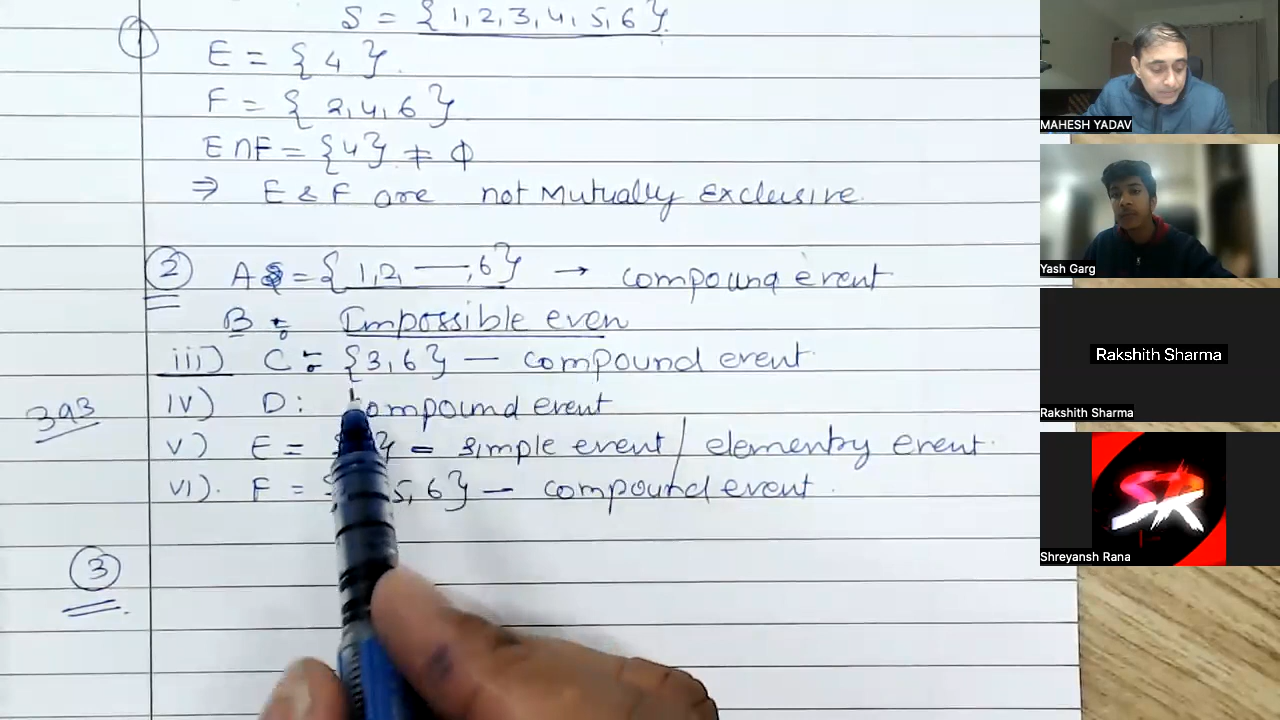 S = {1,2,3,4,5,6}.
① E = {4}.
F = {2,4,6}
E∩F = {4} ≠ ϕ
⇒ E & F are not Mutually Exclusive.
② A = {1,2, —,6} → compound event
B : Impossible even
iii) C : {3,6} — compound event.
393 iv) D : compound event
v) E = } = simple event / elementry event.
vi). F = { 5,6} — compound event.
③
MAHESH YADAV
Yash Garg
Rakshith Sharma
Rakshith Sharma
SR
Shreyansh Rana